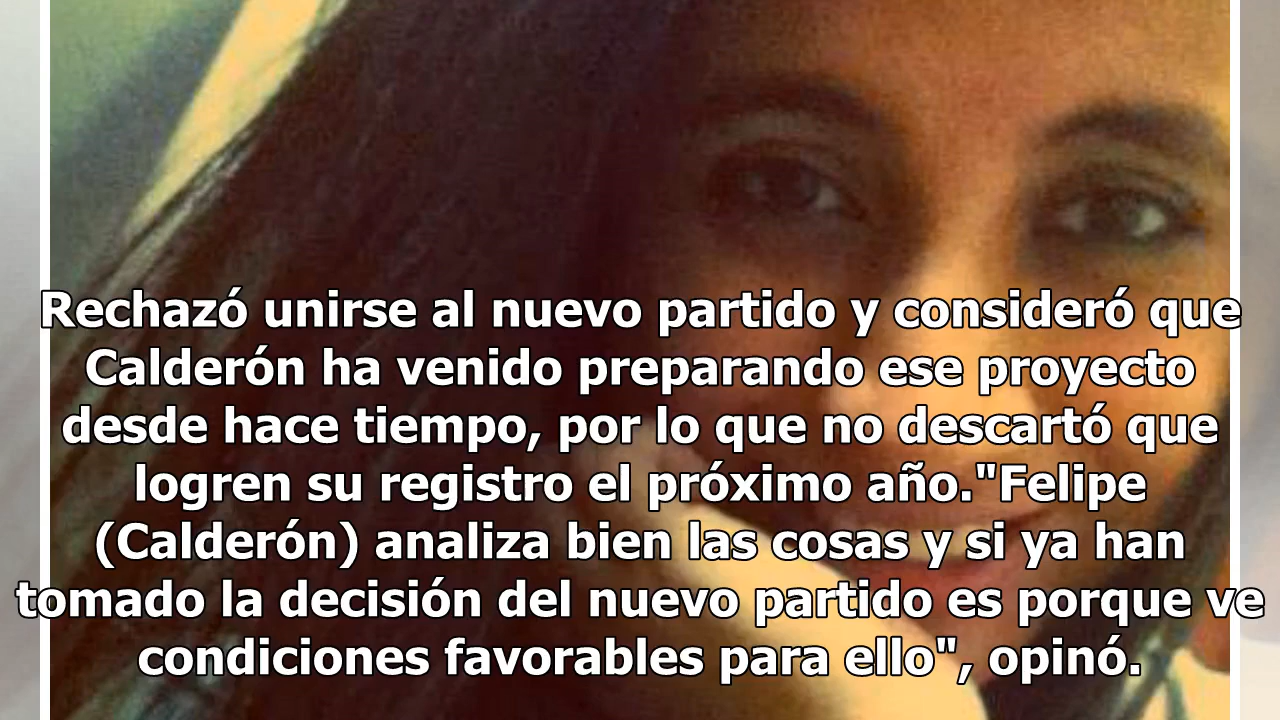 Rechazó unirse al nuevo partido y consideró que
Calderón ha venido preparando ese proyecto
desde hace tiempo, por lo que no descartó que
logren su registro el próximo año."Felipe
(Calderón) analiza bien las cosas y si ya han
tomado la decisión del nuevo partido es porque ve
condiciones favorables para ello", opinó.